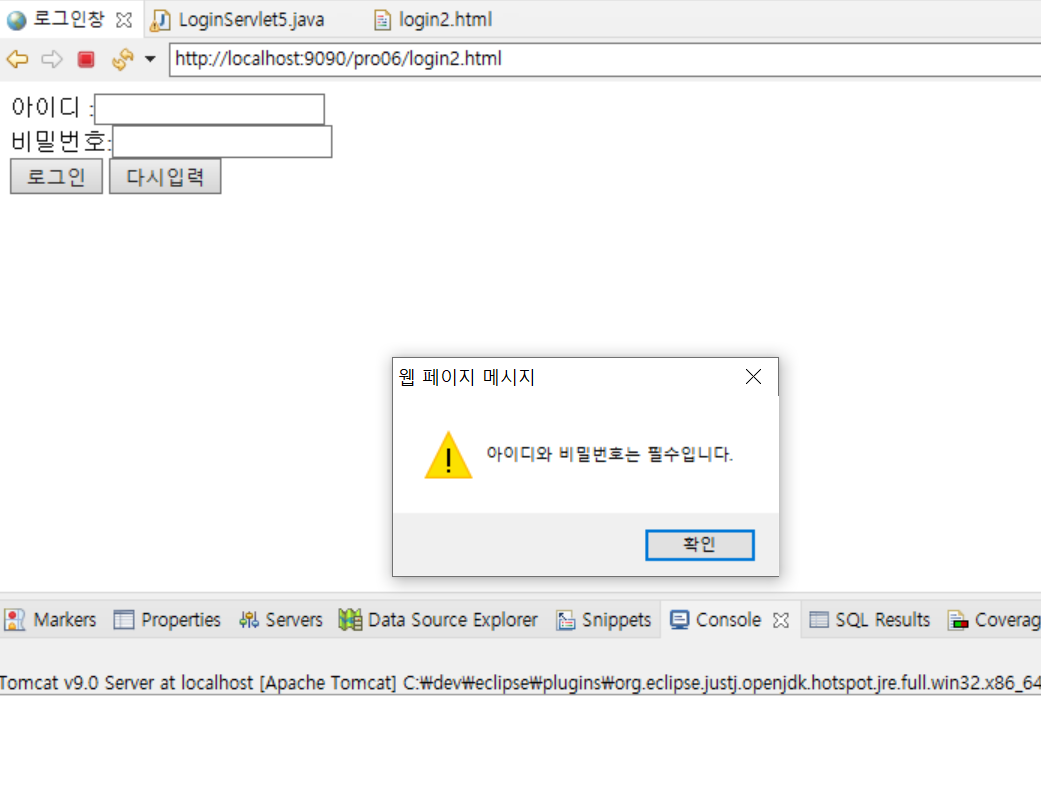 로그인창 LoginServlet5.java login2.html
http://localhost:9090/pro06/login2.html
아이디 :
비밀번호:
로그인 다시입력
웹 페이지 메시지
아이디와 비밀번호는 필수입니다.
확인
Markers Properties Servers Data Source Explorer Snippets Console SQL Results Coverag
Tomcat v9.0 Server at localhost [Apache Tomcat] C:₩dev₩eclipse₩plugins₩org.eclipse.justj.openjdk.hotspot.jre.full.win32.x86_64